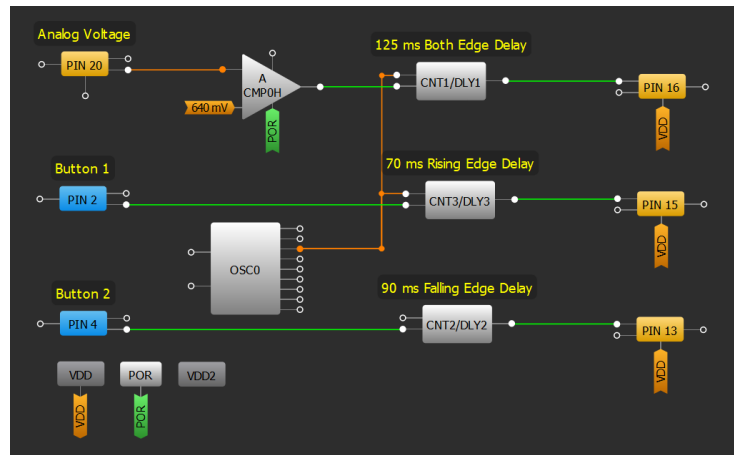 Analog Voltage
PIN 20
A
CMP0H
640 mV
POR
125 ms Both Edge Delay
CNT1/DLY1
PIN 16
VDD
Button 1
PIN 2
70 ms Rising Edge Delay
CNT3/DLY3
PIN 15
VDD
OSC0
Button 2
PIN 4
90 ms Falling Edge Delay
CNT2/DLY2
PIN 13
VDD
VDD
POR
VDD2
VDD
POR